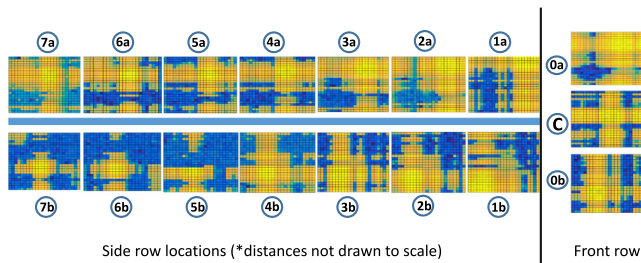 7a 6a 5a 4a 3a 2a 1a
0a
C
0b
7b 6b 5b 4b 3b 2b 1b
Side row locations (*distances not drawn to scale) Front row